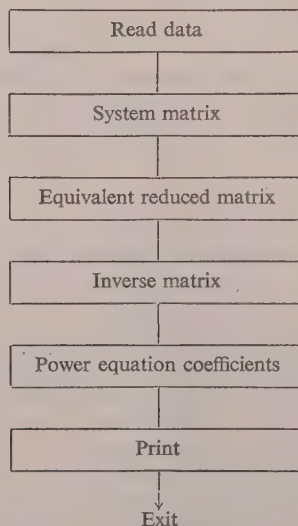 Read data
System matrix
Equivalent reduced matrix
Inverse matrix
Power equation coefficients
Print
Exit